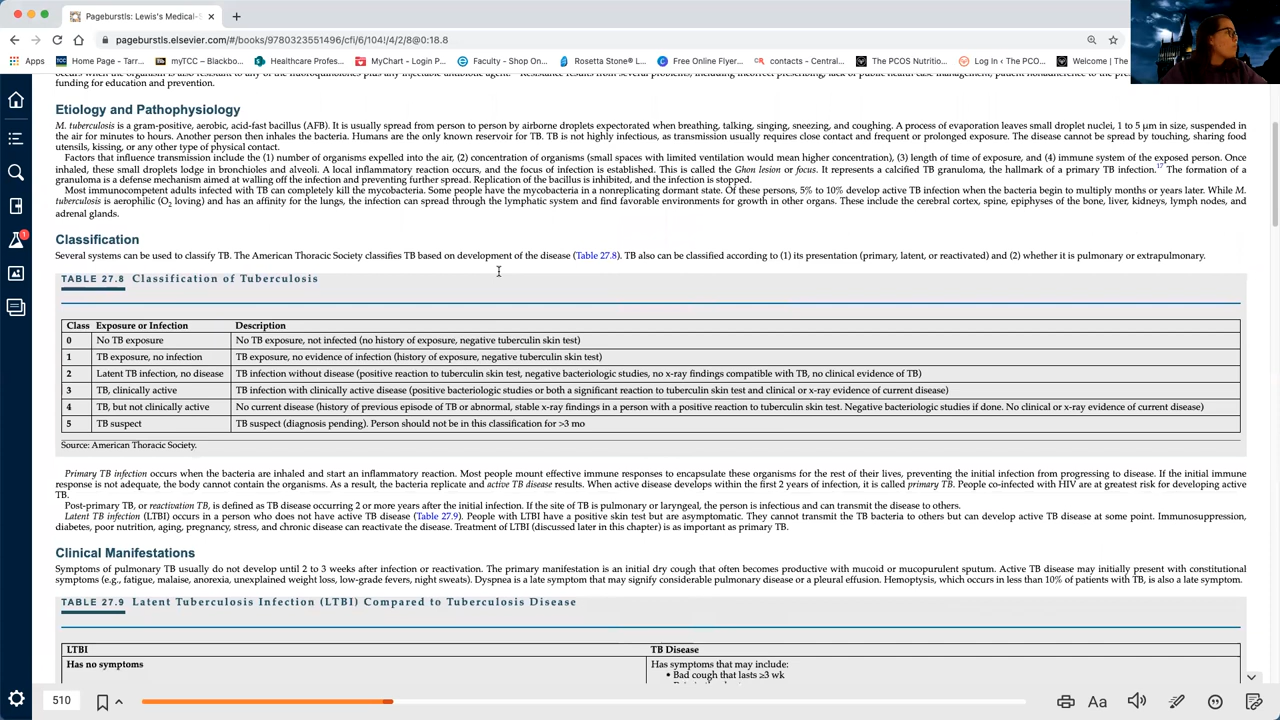 Pageburstls: Lewis's Medical-S
pageburstls.elsevier.com/#/books/9780323551496/cfi/6/104!/4/2/8@0:18.8
Apps Home Page - Tarr... myTCC – Blackbo... Healthcare Profes... MyChart - Login P... Faculty - Shop On... Rosetta Stone® L... Free Online Flyer... contacts - Central... The PCOS Nutritio... Log In ‹ The PCO... Welcome | The
occurs when the organism is also resistant to any of the fluoroquinolones plus any injectable antibiotic agent. Resistance results from several problems, including incorrect prescribing, lack of public health case management, patient nonadherence to the
funding for education and prevention.
Etiology and Pathophysiology
M. tuberculosis is a gram-positive, aerobic, acid-fast bacillus (AFB). It is usually spread from person to person by airborne droplets expectorated when breathing, talking, singing, sneezing, and coughing. A process of evaporation leaves small droplet nuclei, 1 to 5 μm in size, suspended in
the air for minutes to hours. Another person then inhales the bacteria. Humans are the only known reservoir for TB. TB is not highly infectious, as transmission usually requires close contact and frequent or prolonged exposure. The disease cannot be spread by touching, sharing food
utensils, kissing, or any other type of physical contact.
Factors that influence transmission include the (1) number of organisms expelled into the air, (2) concentration of organisms (small spaces with limited ventilation would mean higher concentration), (3) length of time of exposure, and (4) immune system of the exposed person. Once
inhaled, these small droplets lodge in bronchioles and alveoli. A local inflammatory reaction occurs, and the focus of infection is established. This is called the Ghon lesion or focus. It represents a calcified TB granuloma, the hallmark of a primary TB infection.17 The formation of a
granuloma is a defense mechanism aimed at walling off the infection and preventing further spread. Replication of the bacillus is inhibited, and the infection is stopped.
Most immunocompetent adults infected with TB can completely kill the mycobacteria. Some people have the mycobacteria in a nonreplicating dormant state. Of these persons, 5% to 10% develop active TB infection when the bacteria begin to multiply months or years later. While M.
tuberculosis is aerophilic (O2 loving) and has an affinity for the lungs, the infection can spread through the lymphatic system and find favorable environments for growth in other organs. These include the cerebral cortex, spine, epiphyses of the bone, liver, kidneys, lymph nodes, and
adrenal glands.
Classification
Several systems can be used to classify TB. The American Thoracic Society classifies TB based on development of the disease (Table 27.8). TB also can be classified according to (1) its presentation (primary, latent, or reactivated) and (2) whether it is pulmonary or extrapulmonary.
TABLE 27.8 Classification of Tuberculosis
Class Exposure or Infection Description
0 No TB exposure No TB exposure, not infected (no history of exposure, negative tuberculin skin test)
1 TB exposure, no infection TB exposure, no evidence of infection (history of exposure, negative tuberculin skin test)
2 Latent TB infection, no disease TB infection without disease (positive reaction to tuberculin skin test, negative bacteriologic studies, no x-ray findings compatible with TB, no clinical evidence of TB)
3 TB, clinically active TB infection with clinically active disease (positive bacteriologic studies or both a significant reaction to tuberculin skin test and clinical or x-ray evidence of current disease)
4 TB, but not clinically active No current disease (history of previous episode of TB or abnormal, stable x-ray findings in a person with a positive reaction to tuberculin skin test. Negative bacteriologic studies if done. No clinical or x-ray evidence of current disease)
5 TB suspect TB suspect (diagnosis pending). Person should not be in this classification for >3 mo
Source: American Thoracic Society.
Primary TB infection occurs when the bacteria are inhaled and start an inflammatory reaction. Most people mount effective immune responses to encapsulate these organisms for the rest of their lives, preventing the initial infection from progressing to disease. If the initial immune
response is not adequate, the body cannot contain the organisms. As a result, the bacteria replicate and active TB disease results. When active disease develops within the first 2 years of infection, it is called primary TB. People co-infected with HIV are at greatest risk for developing active
TB.
Post-primary TB, or reactivation TB, is defined as TB disease occurring 2 or more years after the initial infection. If the site of TB is pulmonary or laryngeal, the person is infectious and can transmit the disease to others.
Latent TB infection (LTBI) occurs in a person who does not have active TB disease (Table 27.9). People with LTBI have a positive skin test but are asymptomatic. They cannot transmit the TB bacteria to others but can develop active TB disease at some point. Immunosuppression,
diabetes, poor nutrition, aging, pregnancy, stress, and chronic disease can reactivate the disease. Treatment of LTBI (discussed later in this chapter) is as important as primary TB.
Clinical Manifestations
Symptoms of pulmonary TB usually do not develop until 2 to 3 weeks after infection or reactivation. The primary manifestation is an initial dry cough that often becomes productive with mucoid or mucopurulent sputum. Active TB disease may initially present with constitutional
symptoms (e.g., fatigue, malaise, anorexia, unexplained weight loss, low-grade fevers, night sweats). Dyspnea is a late symptom that may signify considerable pulmonary disease or a pleural effusion. Hemoptysis, which occurs in less than 10% of patients with TB, is also a late symptom.
TABLE 27.9 Latent Tuberculosis Infection (LTBI) Compared to Tuberculosis Disease
LTBI TB Disease
Has no symptoms Has symptoms that may include:
• Bad cough that lasts ≥3 wk
1
510
Aa